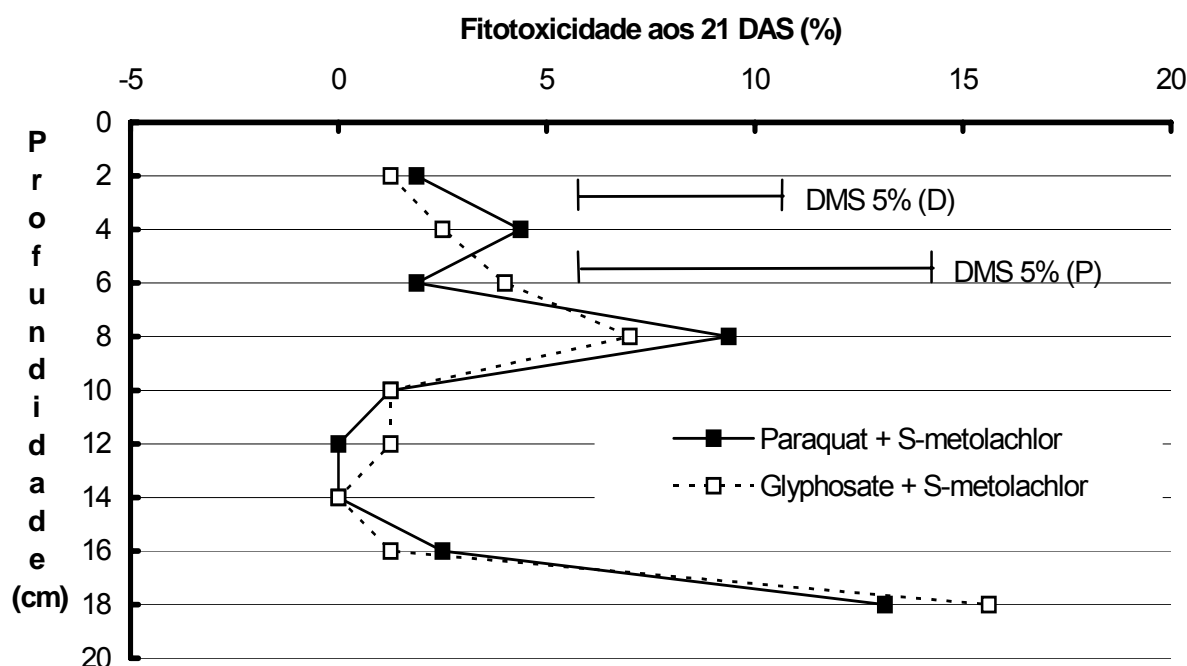 Fitotoxicidade aos 21 DAS (%)
-5 0 5 10 15 20
Profundidade (cm)
0
2
4
6
8
10
12
14
16
18
20
DMS 5% (D)
DMS 5% (P)
Paraquat + S-metolachlor
Glyphosate + S-metolachlor